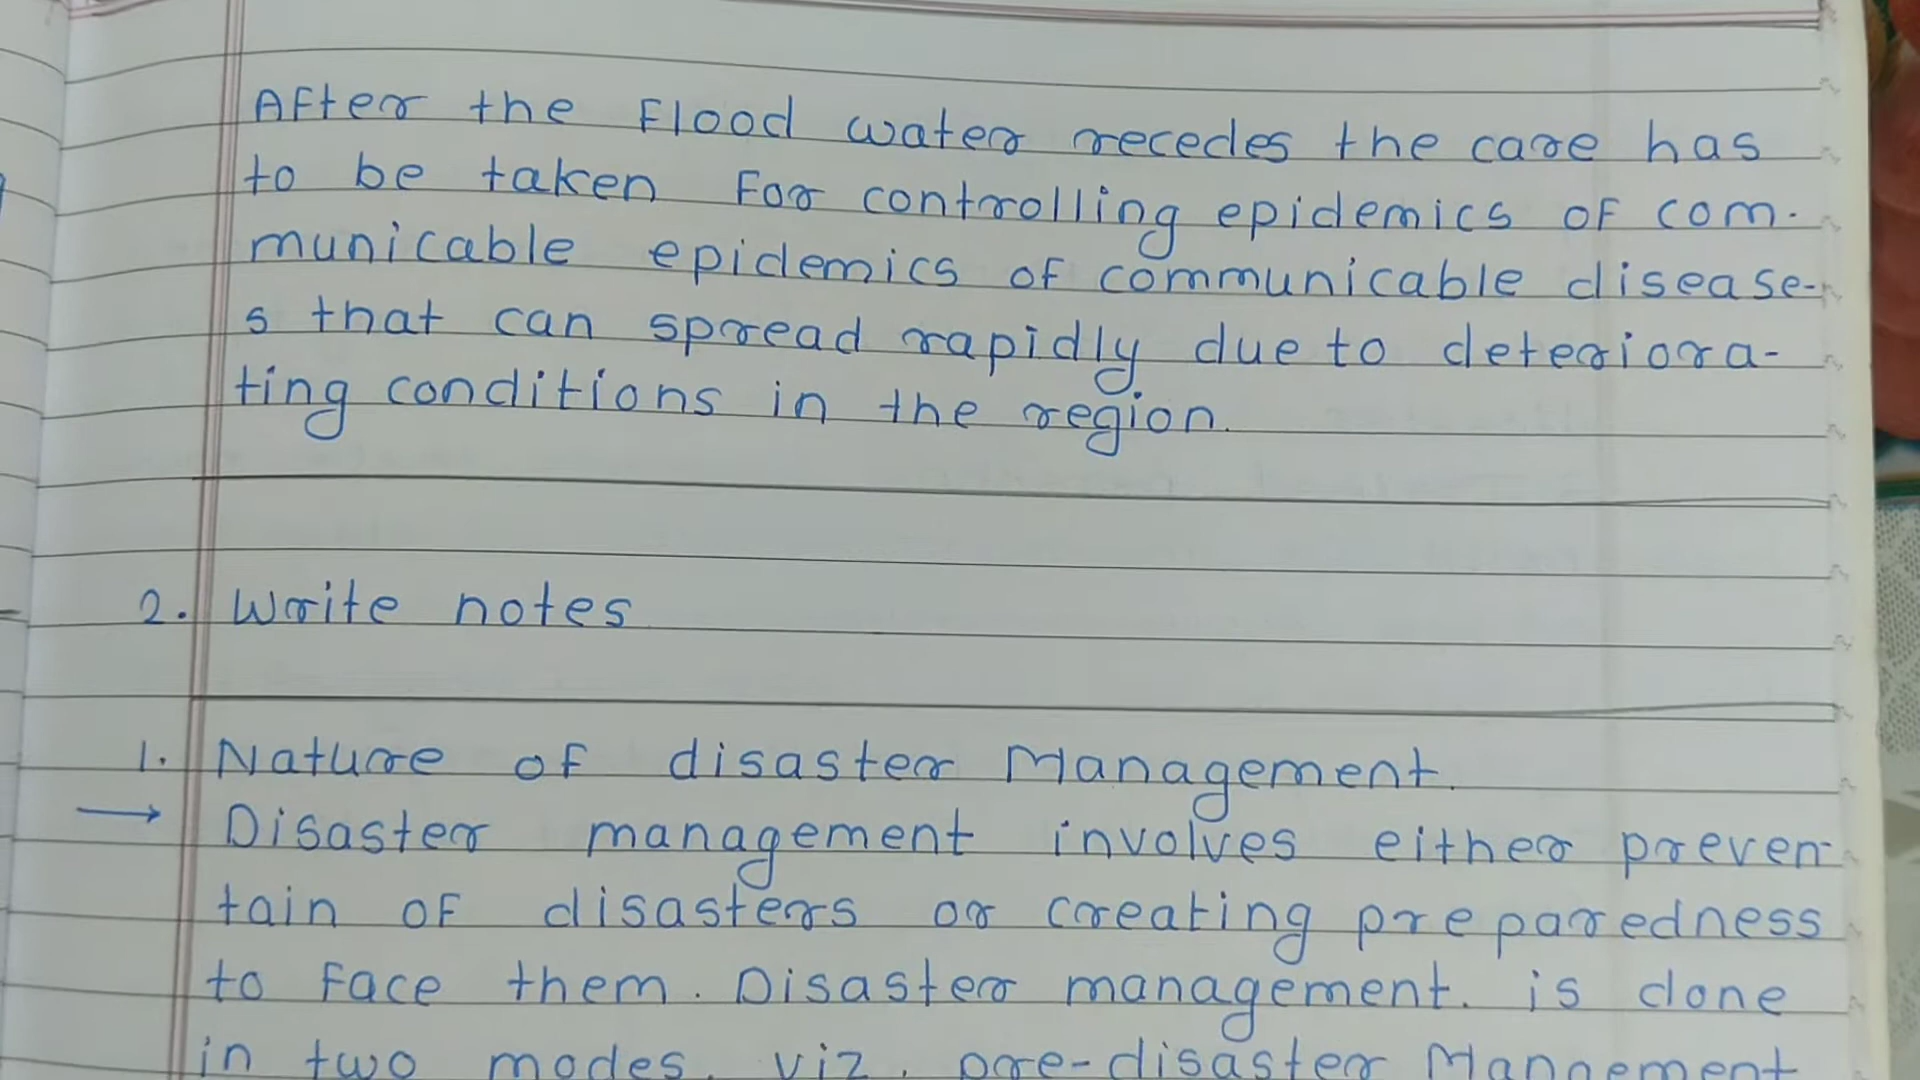 After the Flood water recedes the care has
to be taken For controlling epidemics of com-
municable epidemics of communicable disease-
s that can spread rapidly due to deteriora-
ting conditions in the region.
2. Write notes
1. Nature of disaster Management.
→ Disaster management involves either preven-
tain of disasters or creating preparedness
to face them. Disaster management. is done
in two modes, viz. pre-disaster